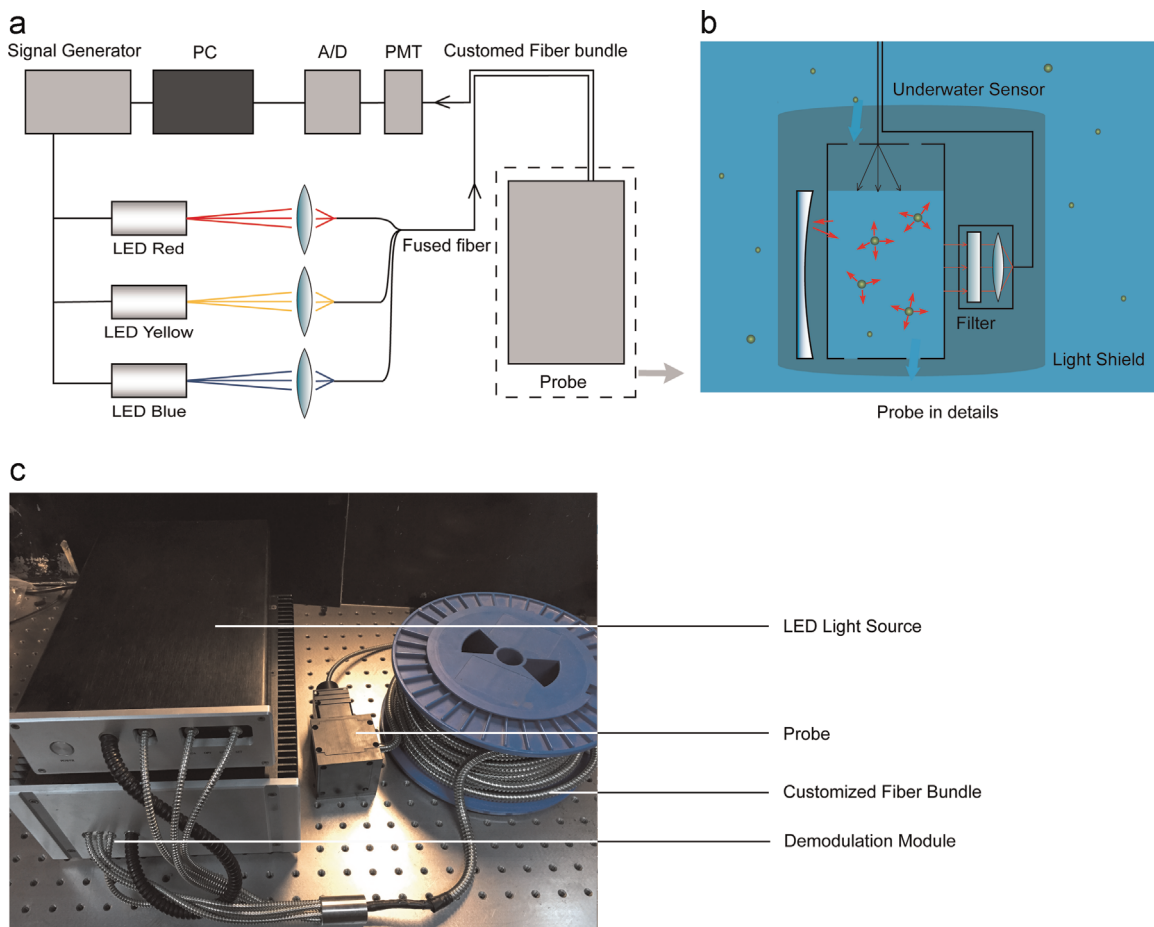 a
Signal Generator
PC
A/D
PMT
Customed Fiber bundle
LED Red
LED Yellow
LED Blue
Fused fiber
Probe
b
Underwater Sensor
Filter
Light Shield
Probe in details
c
LED Light Source
Probe
Customized Fiber Bundle
Demodulation Module